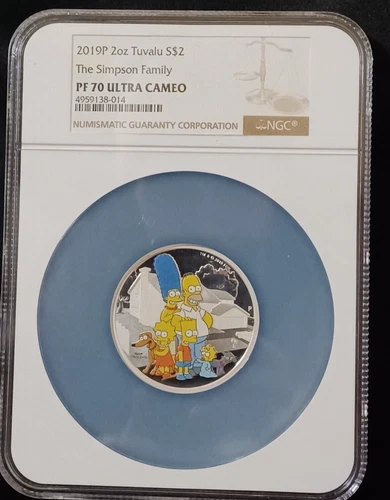 2019P 2oz Tuvalu S$2
The Simpson Family
PF 70 ULTRA CAMEO
4959138-014
NUMISMATIC GUARANTY CORPORATION NGC®